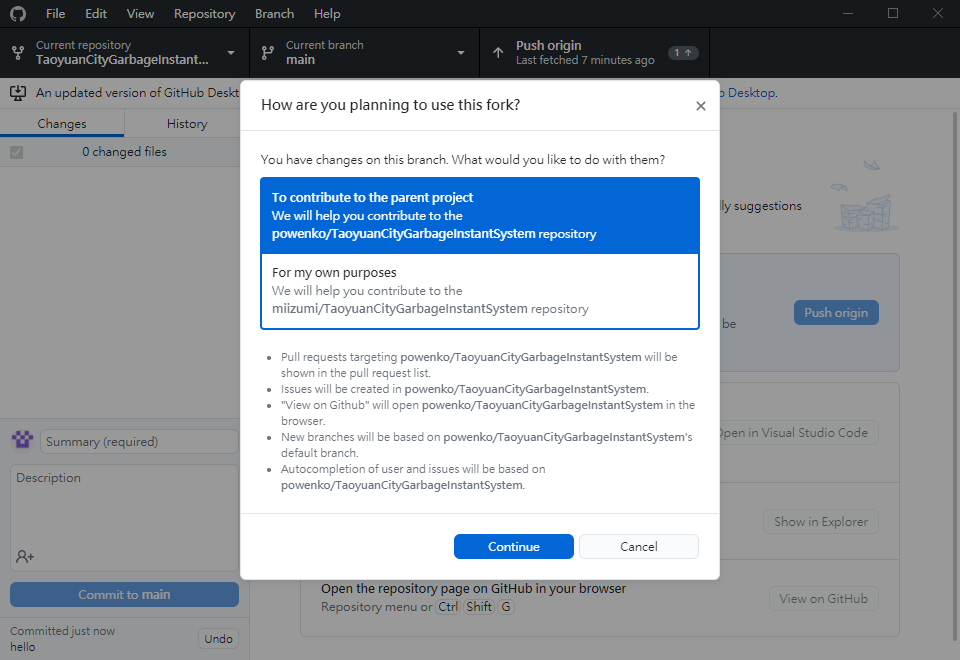 File Edit View Repository Branch Help
Current repository
TaoyuanCityGarbageInstant...
Current branch
main
Push origin
Last fetched 7 minutes ago
1
An updated version of GitHub Deskt
Desktop.
Changes History
0 changed files
How are you planning to use this fork?
You have changes on this branch. What would you like to do with them?
To contribute to the parent project
We will help you contribute to the
powenko/TaoyuanCityGarbageInstantSystem repository
For my own purposes
We will help you contribute to the
miizumi/TaoyuanCityGarbageInstantSystem repository
• Pull requests targeting powenko/TaoyuanCityGarbageInstantSystem will be
shown in the pull request list.
• Issues will be created in powenko/TaoyuanCityGarbageInstantSystem.
• "View on Github" will open powenko/TaoyuanCityGarbageInstantSystem in the
browser.
• New branches will be based on powenko/TaoyuanCityGarbageInstantSystem's
default branch.
• Autocompletion of user and issues will be based on
powenko/TaoyuanCityGarbageInstantSystem.
Continue
Cancel
ly suggestions
Push origin
be
Open in Visual Studio Code
Show in Explorer
Open the repository page on GitHub in your browser
Repository menu or Ctrl Shift G
View on GitHub
Summary (required)
Description
Commit to main
Committed just now
hello
Undo